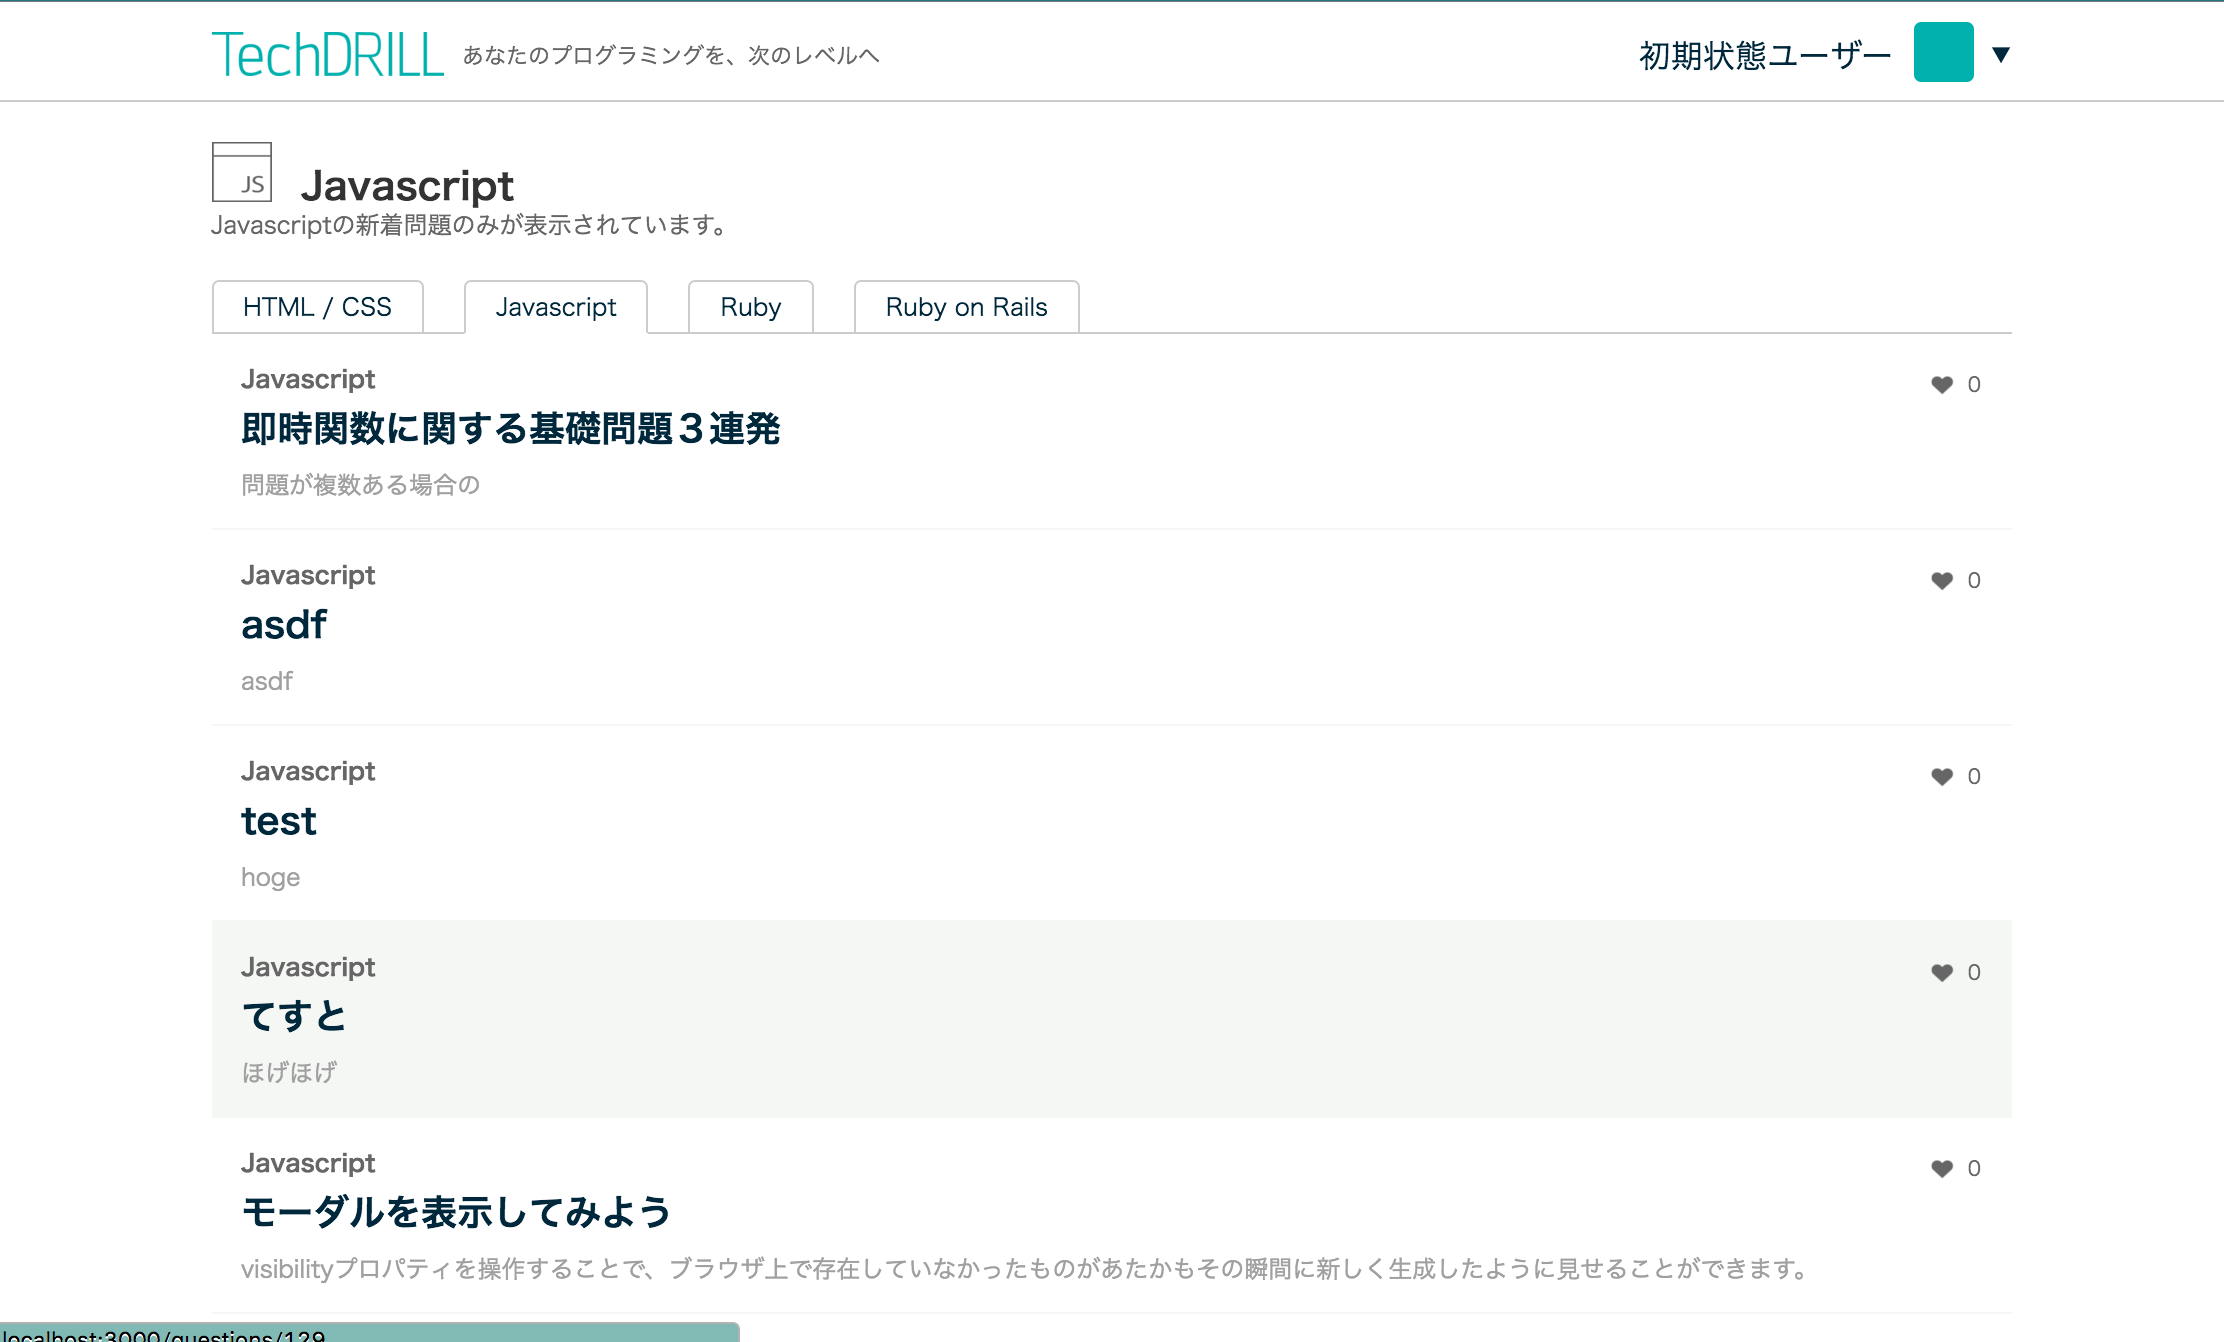 TechDRILL あなたのプログラミングを、次のレベルへ 初期状態ユーザー ▼
JS Javascript
Javascriptの新着問題のみが表示されています。
HTML / CSS Javascript Ruby Ruby on Rails
Javascript 0
即時関数に関する基礎問題３連発
問題が複数ある場合の
Javascript 0
asdf
asdf
Javascript 0
test
hoge
Javascript 0
てすと
ほげほげ
Javascript 0
モーダルを表示してみよう
visibilityプロパティを操作することで、ブラウザ上で存在していなかったものがあたかもその瞬間に新しく生成したように見せることができます。
localhost:3000/questions/129